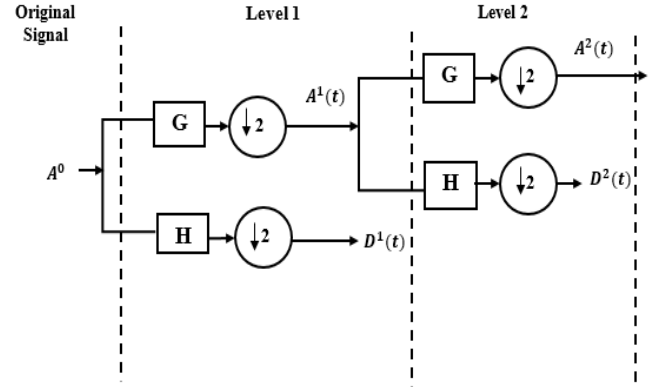 Original
Signal
Level 1
Level 2
A⁰
G
↓2
A¹(t)
H
↓2
D¹(t)
G
↓2
A²(t)
H
↓2
D²(t)